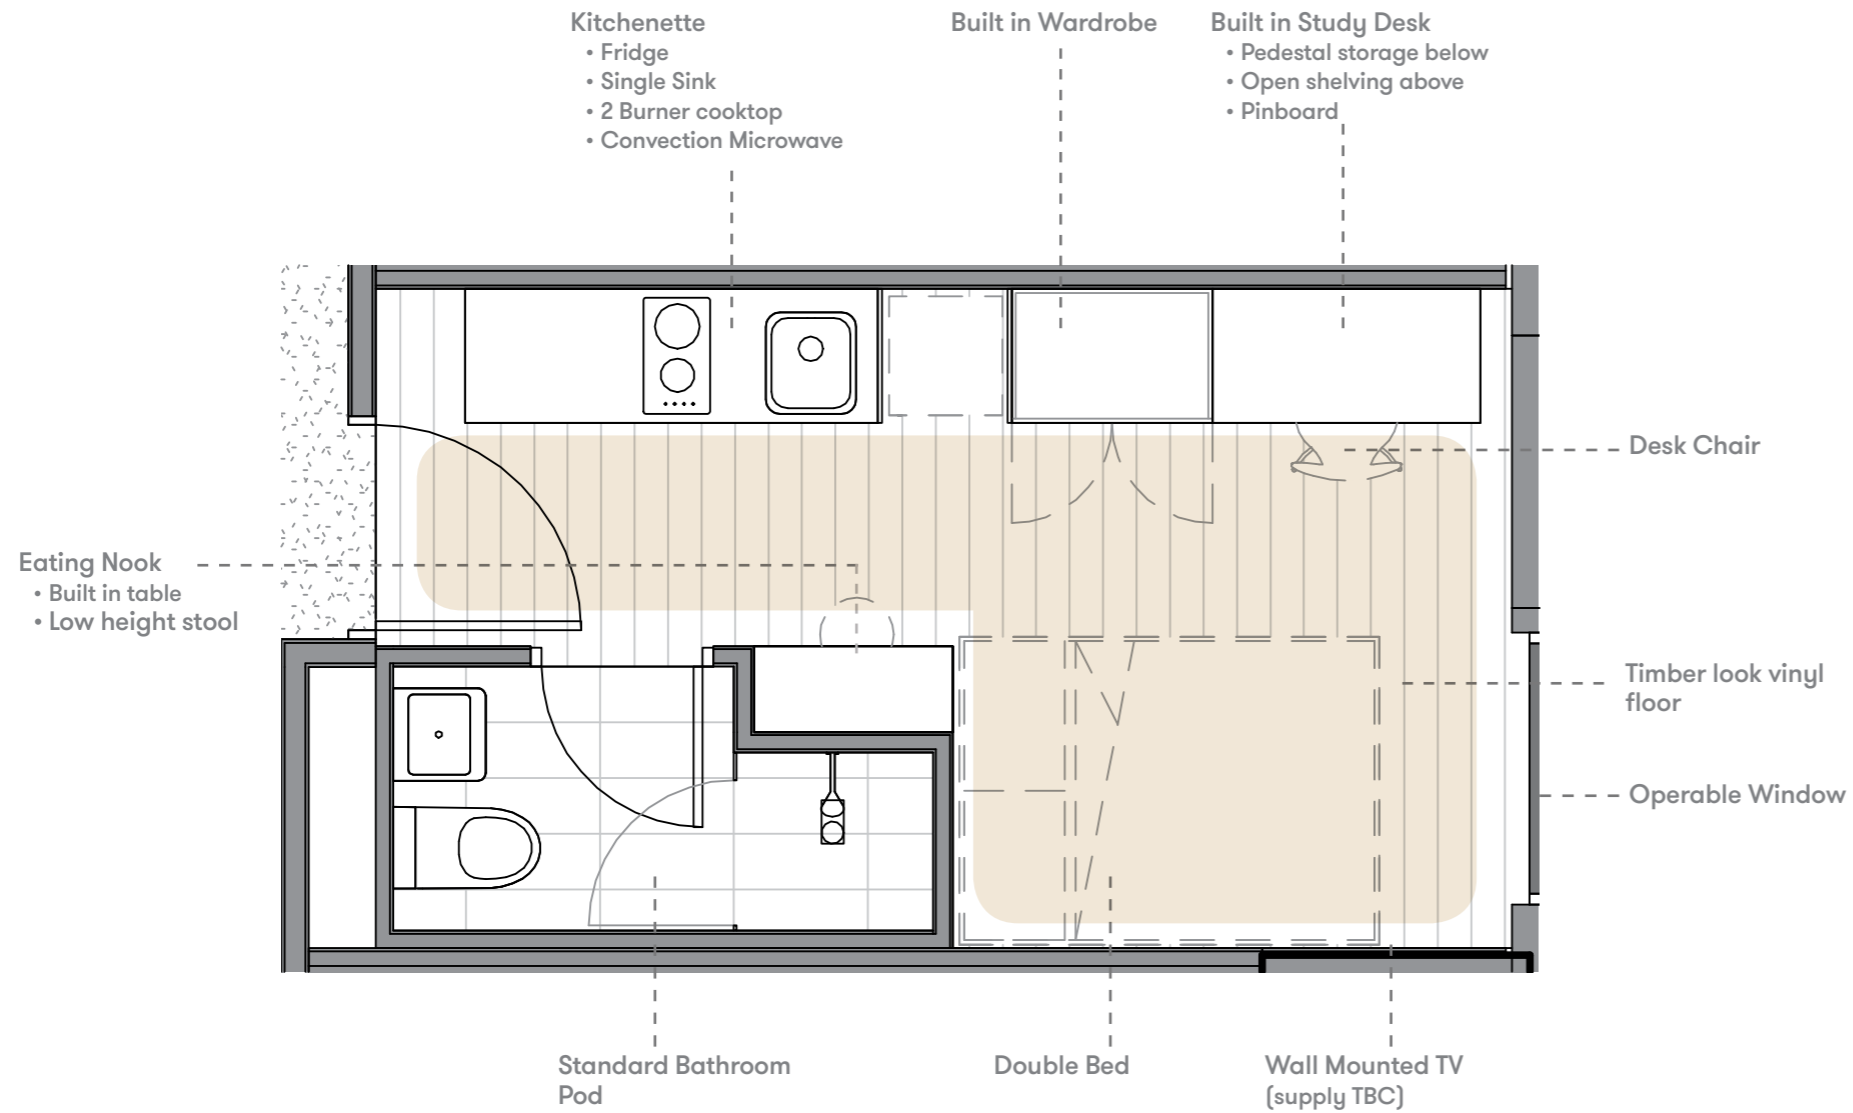 Kitchenette
• Fridge
• Single Sink
• 2 Burner cooktop
• Convection Microwave
Built in Wardrobe
Built in Study Desk
• Pedestal storage below
• Open shelving above
• Pinboard
Desk Chair
Eating Nook
• Built in table
• Low height stool
Timber look vinyl
floor
Operable Window
Standard Bathroom
Pod
Double Bed
Wall Mounted TV
(supply TBC)